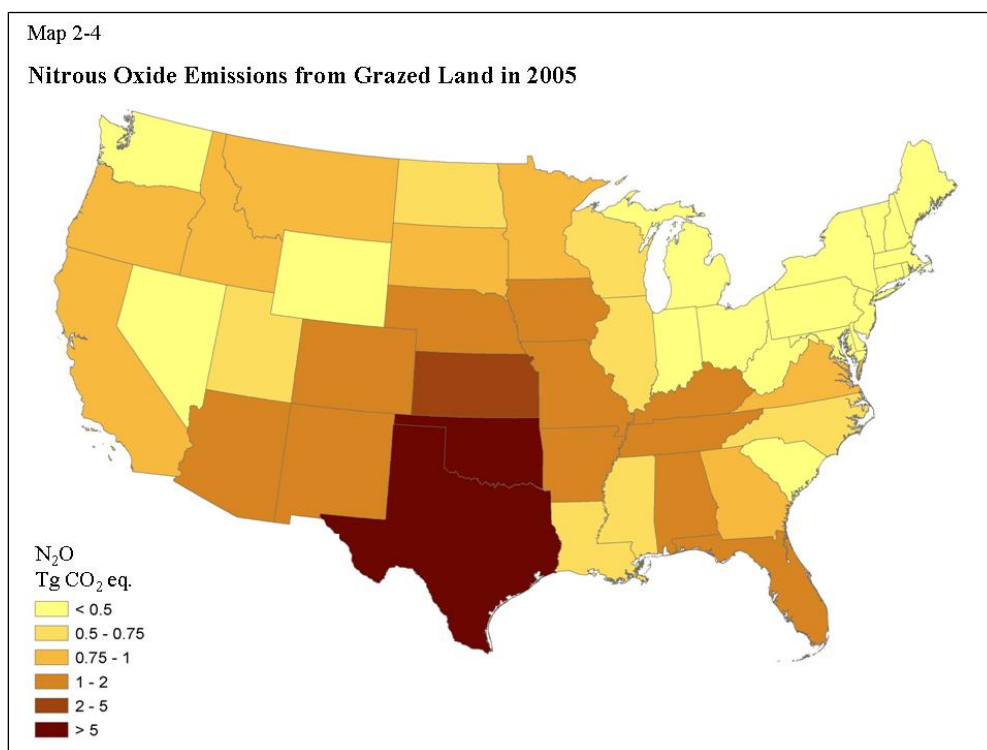 Map 2-4
Nitrous Oxide Emissions from Grazed Land in 2005
N₂O
Tg CO₂ eq.
< 0.5
0.5 - 0.75
0.75 - 1
1 - 2
2 - 5
> 5